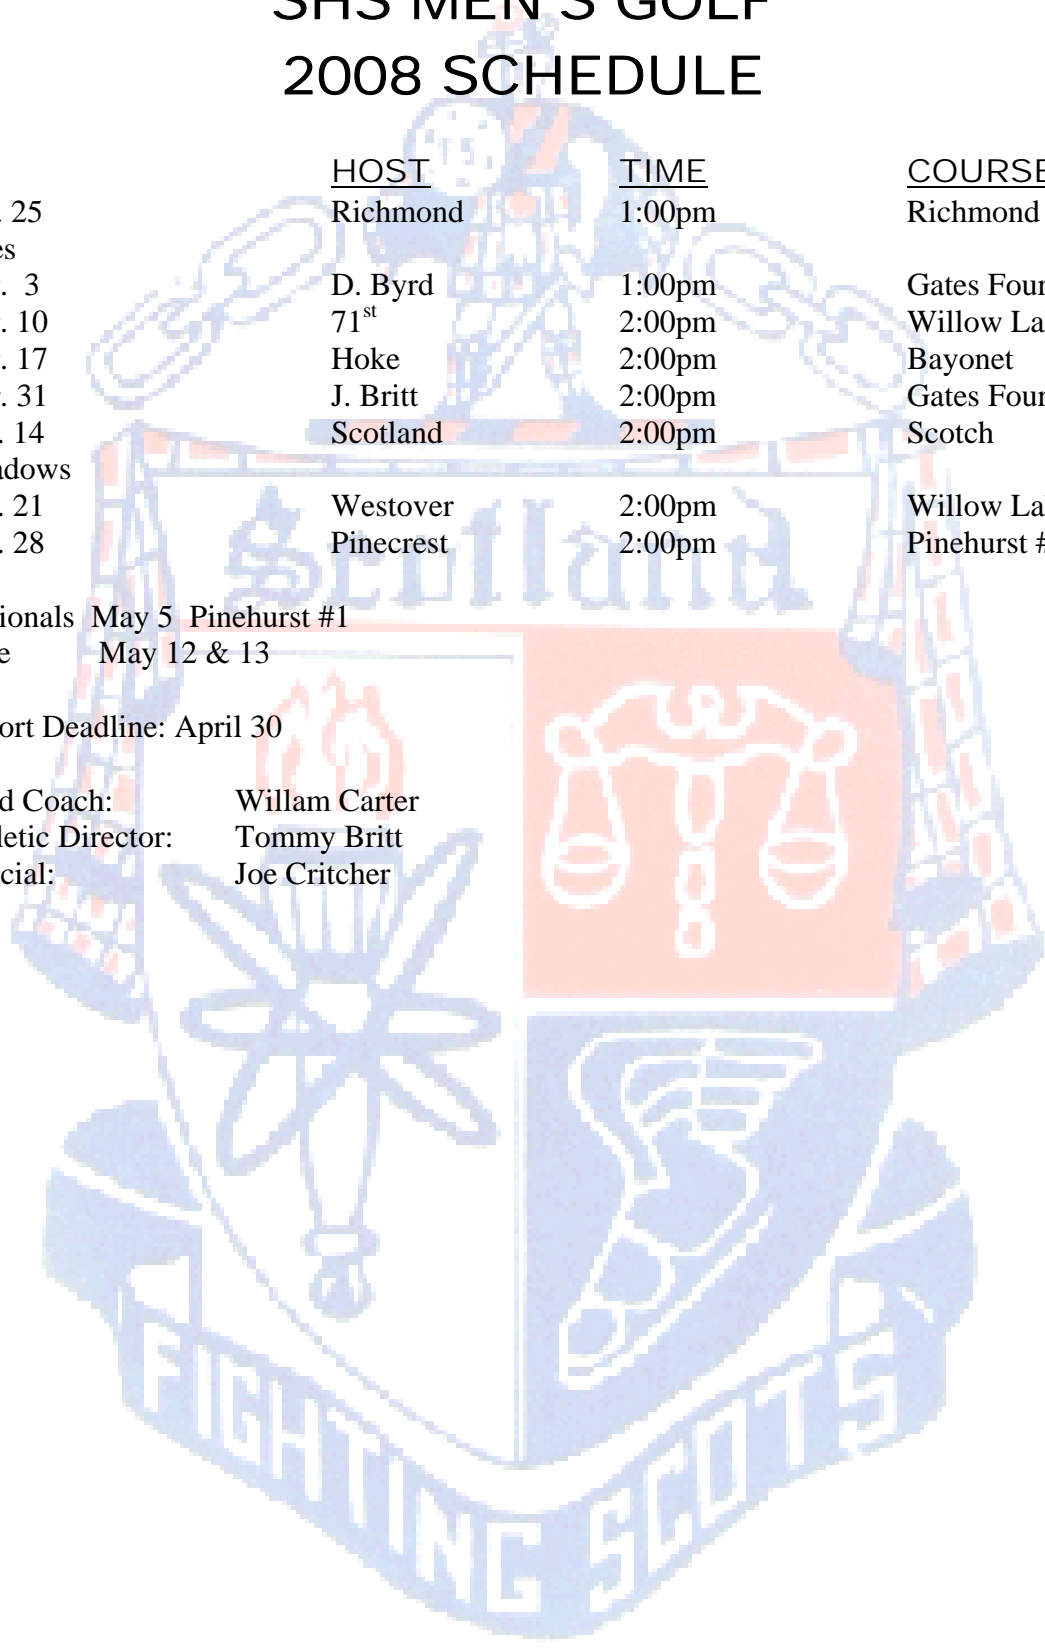 SHS MEN'S GOLF
2008 SCHEDULE
HOST TIME COURSE
. 25 Richmond 1:00pm Richmond
es
. 3 D. Byrd 1:00pm Gates Four
. 10 71st 2:00pm Willow La
. 17 Hoke 2:00pm Bayonet
. 31 J. Britt 2:00pm Gates Four
. 14 Scotland 2:00pm Scotch
adows
. 21 Westover 2:00pm Willow La
. 28 Pinecrest 2:00pm Pinehurst #
Scotland
ionals May 5 Pinehurst #1
e May 12 & 13
ort Deadline: April 30
d Coach: Willam Carter
letic Director: Tommy Britt
cial: Joe Critcher
FIGHTING SCOTS